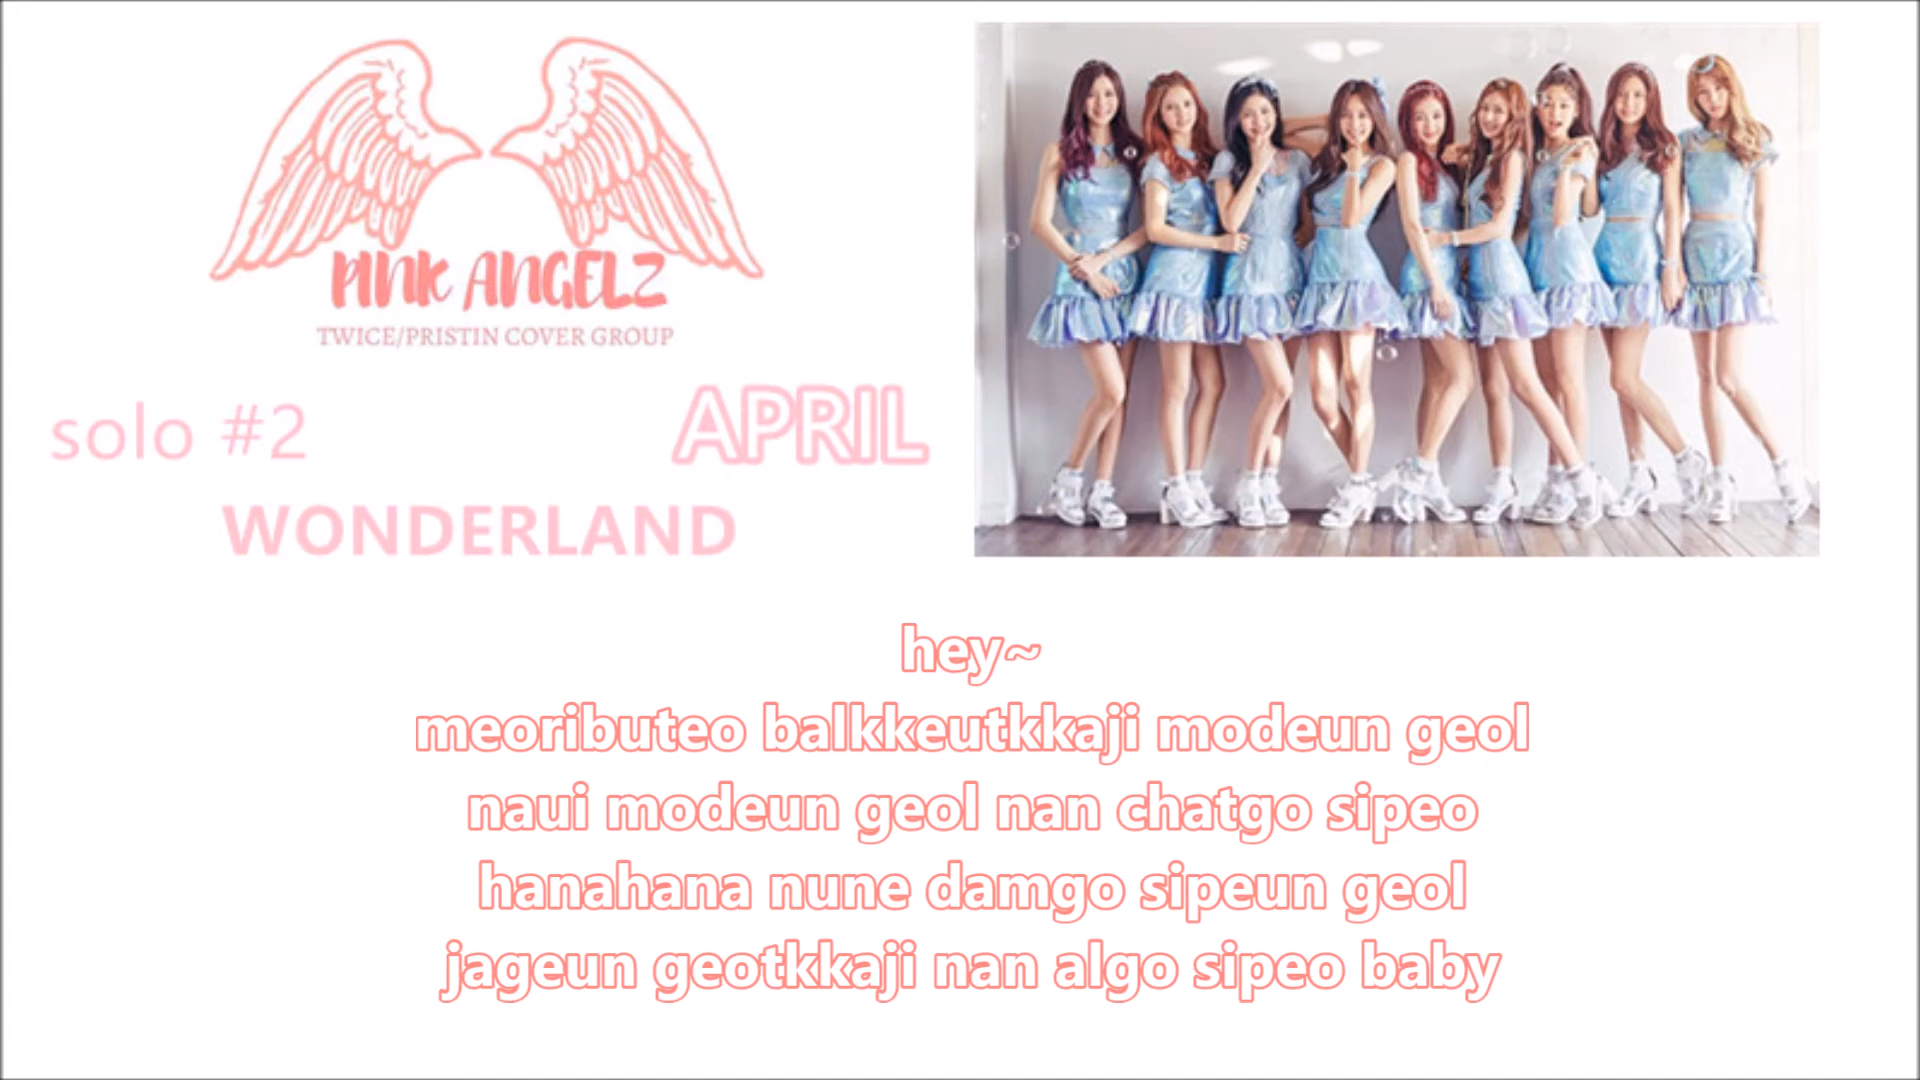 PINK ANGELZ
TWICE/PRISTIN COVER GROUP
solo #2
APRIL
WONDERLAND
hey~
meoributeo balkkeutkkaji modeun geol
naui modeun geol nan chatgo sipeo
hanahana nune damgo sipeun geol
jageun geotkkaji nan algo sipeo baby